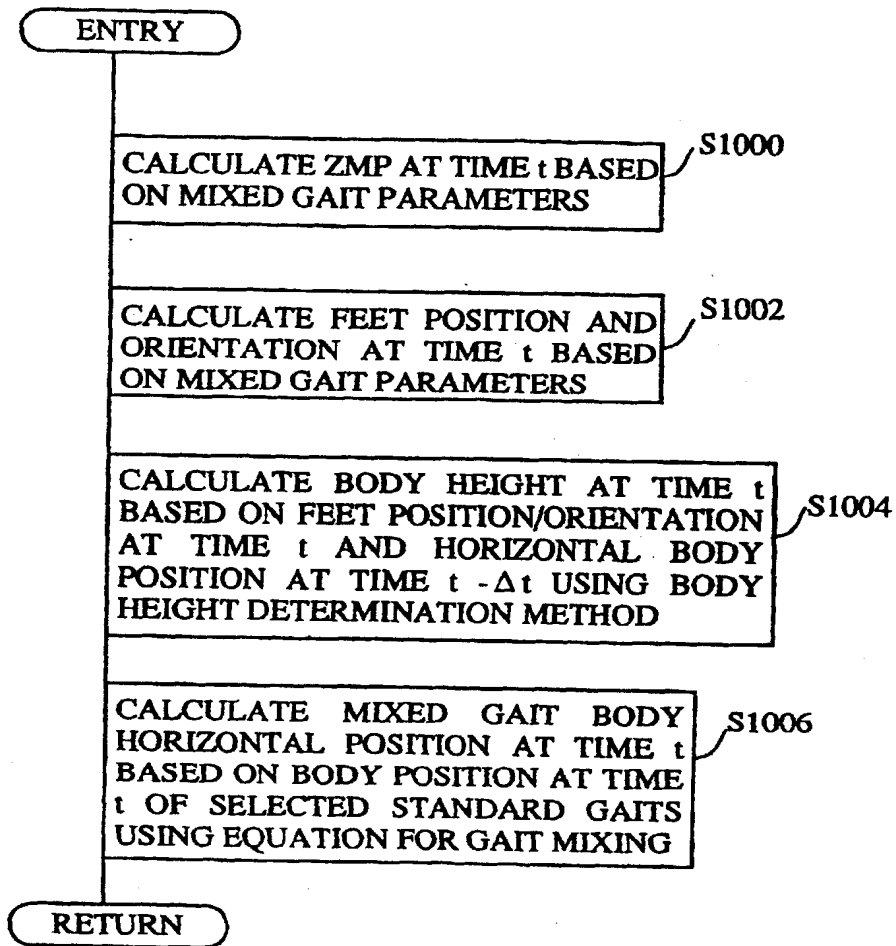 ENTRY
S1000
CALCULATE ZMP AT TIME t BASED
ON MIXED GAIT PARAMETERS
S1002
CALCULATE FEET POSITION AND
ORIENTATION AT TIME t BASED
ON MIXED GAIT PARAMETERS
S1004
CALCULATE BODY HEIGHT AT TIME t
BASED ON FEET POSITION/ORIENTATION
AT TIME t AND HORIZONTAL BODY
POSITION AT TIME t -Δt USING BODY
HEIGHT DETERMINATION METHOD
S1006
CALCULATE MIXED GAIT BODY
HORIZONTAL POSITION AT TIME t
BASED ON BODY POSITION AT TIME
t OF SELECTED STANDARD GAITS
USING EQUATION FOR GAIT MIXING
RETURN